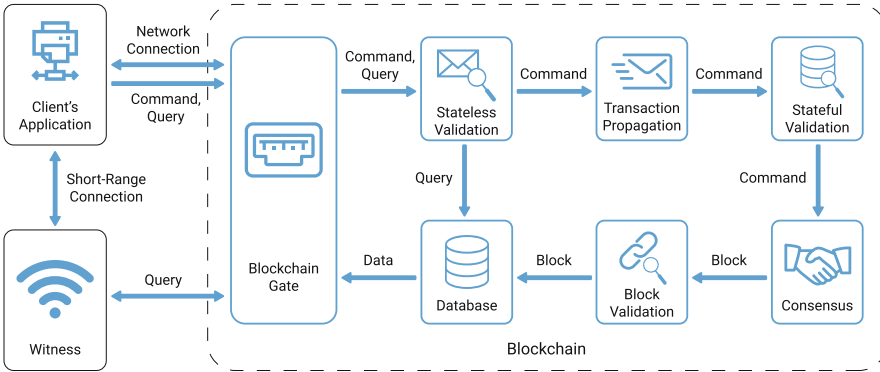 Network
Connection
Command,
Query
Client's
Application
Short-Range
Connection
Witness
Query
Blockchain
Gate
Command,
Query
Stateless
Validation
Command
Transaction
Propagation
Command
Stateful
Validation
Query
Command
Data
Database
Block
Block
Validation
Block
Consensus
Blockchain